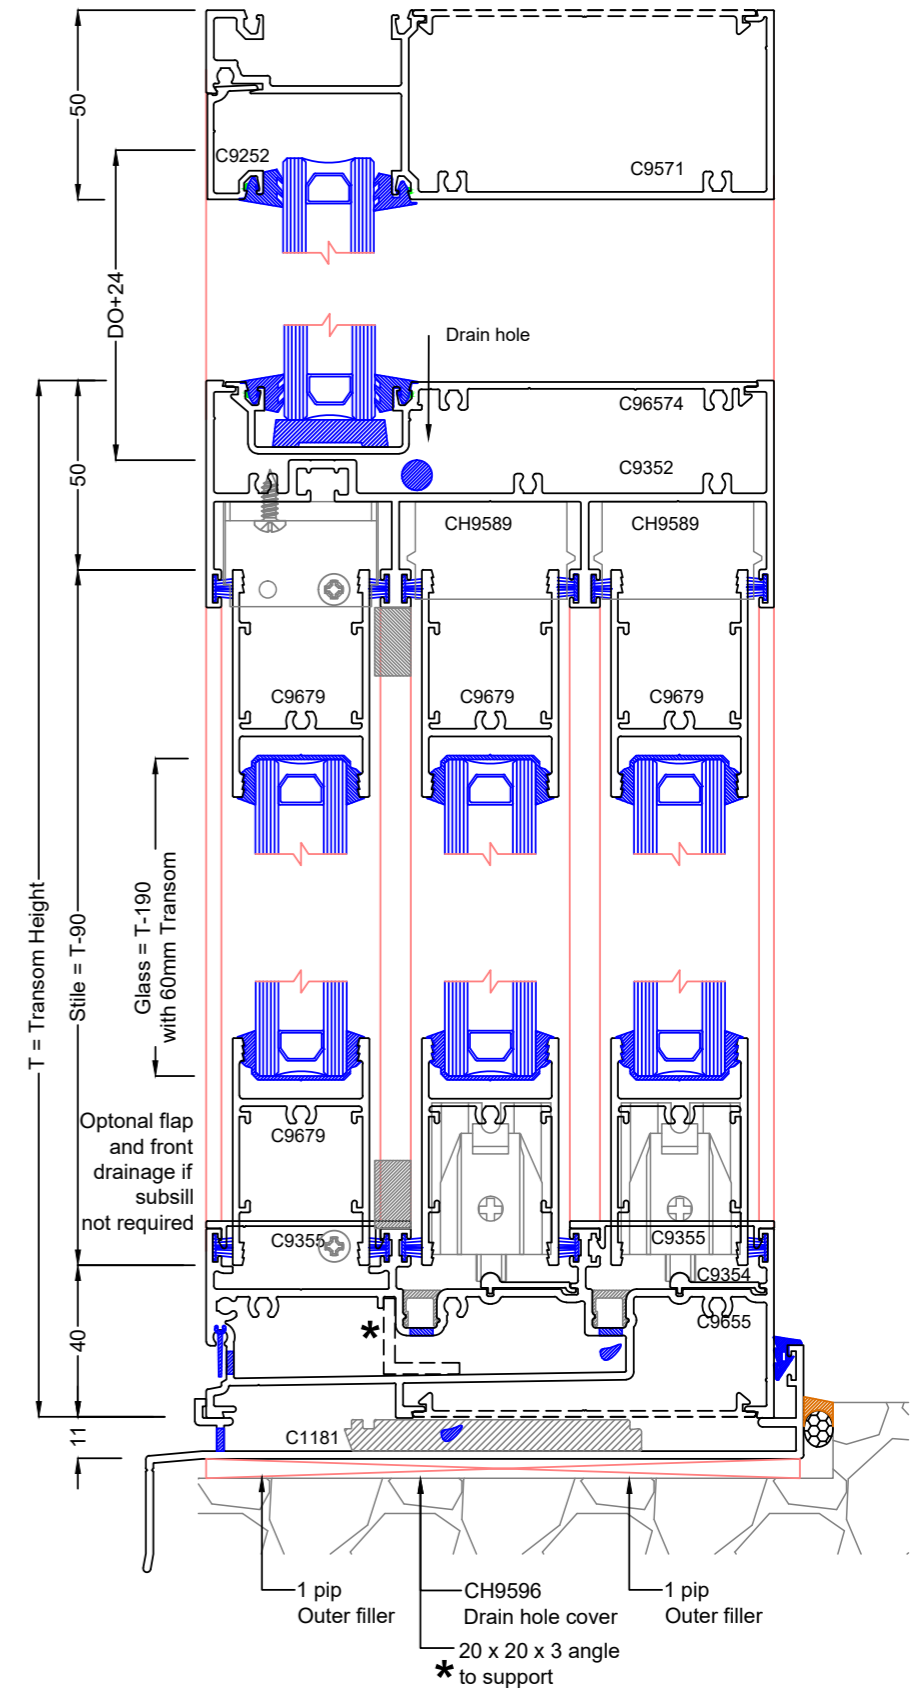 50
C9252
C9571
DO+24
Drain hole
C96574
50
C9352
CH9589
CH9589
C9679
C9679
C9679
T = Transom Height
Stile = T-90
Glass = T-190
with 60mm Transom
Optonal flap
and front
drainage if
subsill
not required
C9679
C9355
C9355
C9354
C9655
40
*
11
C1181
1 pip
Outer filler
CH9596
Drain hole cover
1 pip
Outer filler
20 x 20 x 3 angle
* to support